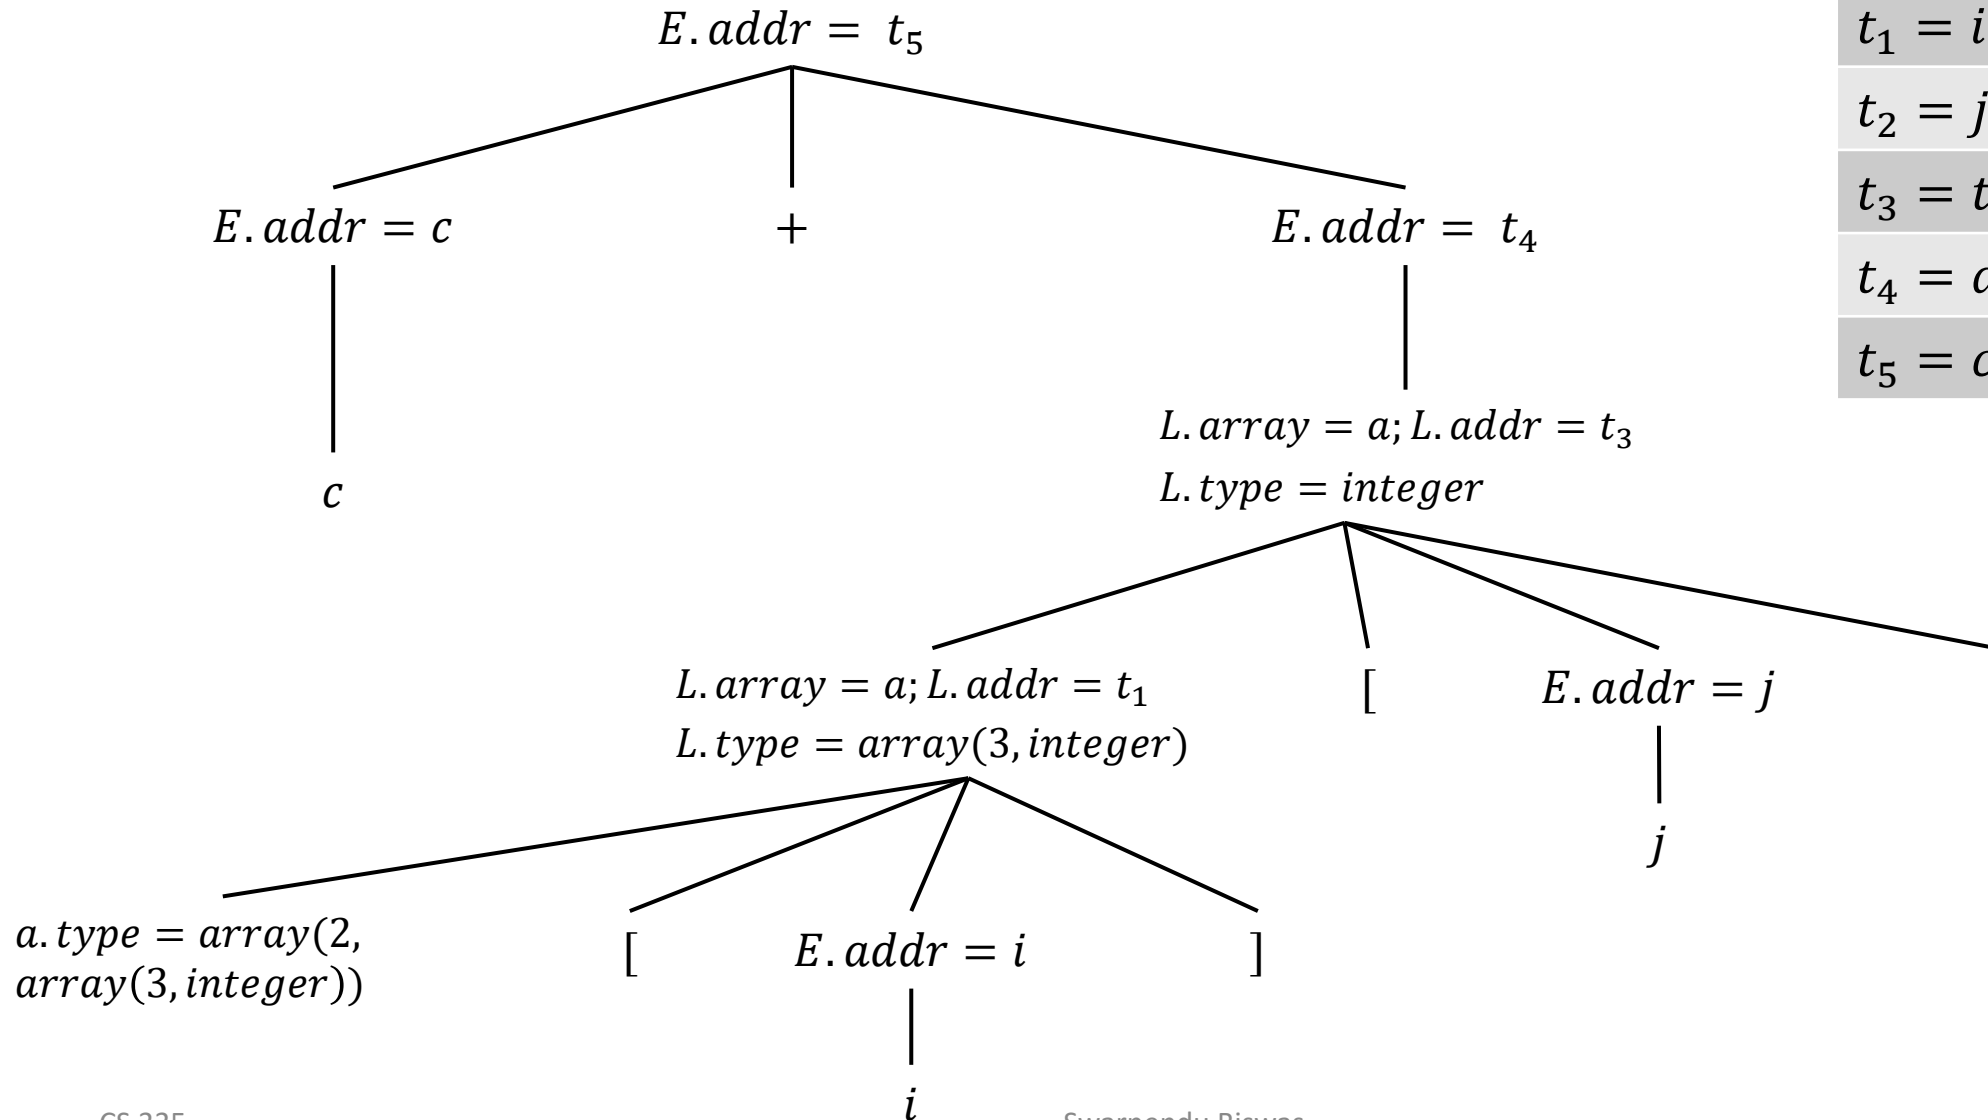 E.addr = t₅
t₁ = i
t₂ = j
t₃ = t
t₄ = a
t₅ = c
E.addr = c
+
E.addr = t₄
c
L.array = a; L.addr = t₃
L.type = integer
L.array = a; L.addr = t₁
L.type = array(3, integer)
[
E.addr = j
j
a.type = array(2,
array(3, integer))
[
E.addr = i
]
i
CS 335
Swarnendu Biswas